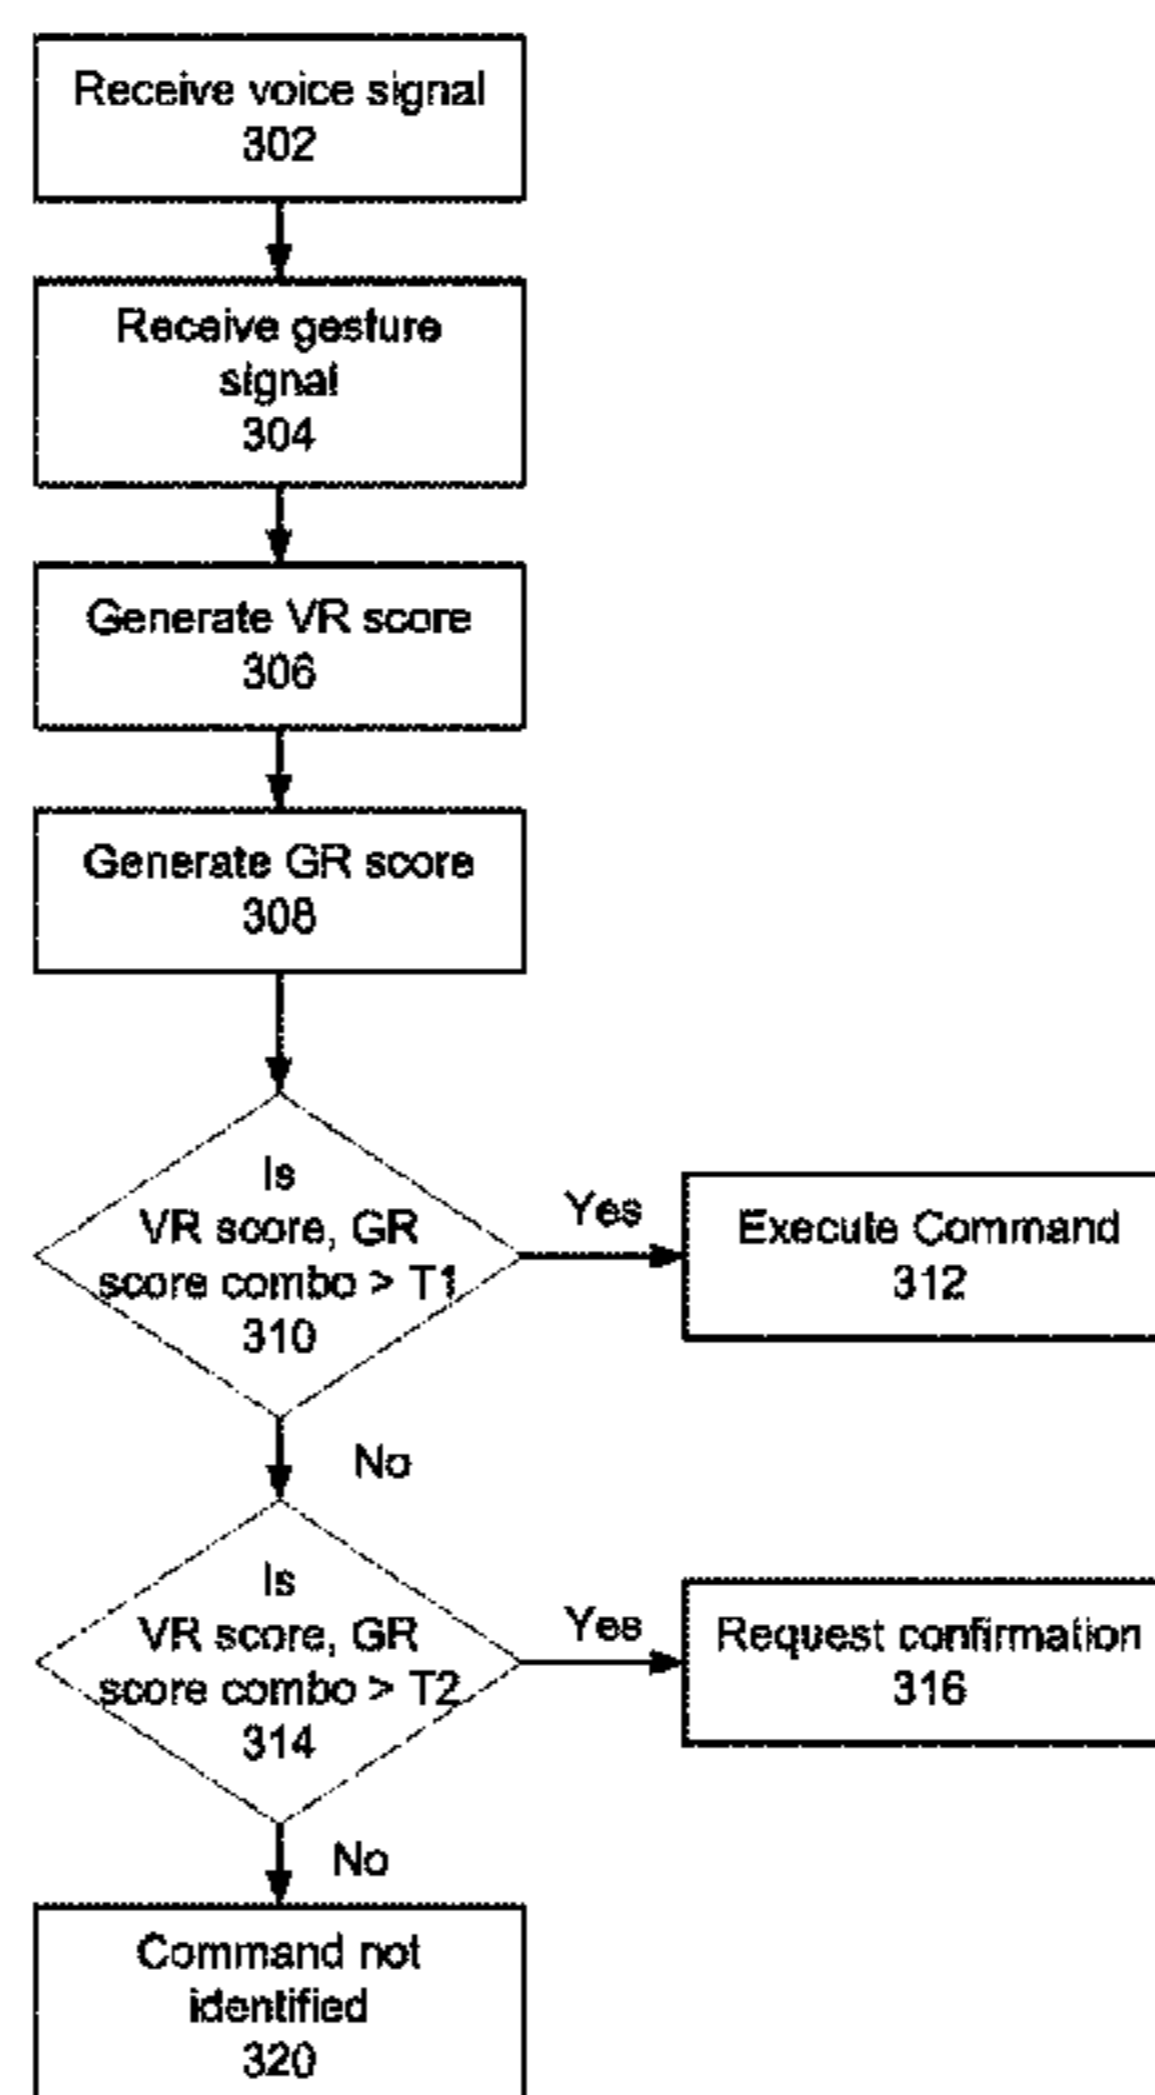 Receive voice signal
302
Receive gesture
signal
304
Generate VR score
306
Generate GR score
308
Is
VR score, GR
score combo > T1
310
Yes
Execute Command
312
No
Is
VR score, GR
score combo > T2
314
Yes
Request confirmation
316
No
Command not
identified
320